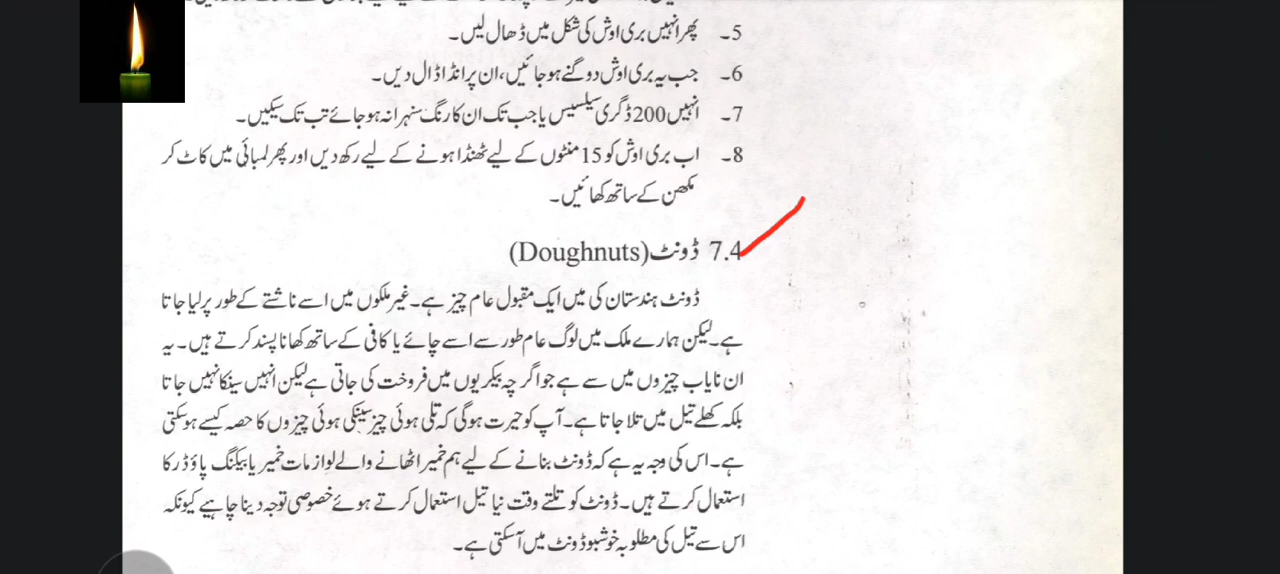 5۔ پھر انہیں بری اوش کی شکل میں ڈھال لیں۔
6۔ جب یہ بری اوش دو گنے ہو جائیں، ان پر انڈا ڈال دیں۔
7۔ انہیں 200 ڈگری سیلسیس یا جب تک ان کا رنگ سنہرا نہ ہو جائے تب تک سیکیں۔
8۔ اب بری اوش کو 15 منٹوں کے لیے ٹھنڈا ہونے کے لیے رکھ دیں اور پھر لمبائی میں کاٹ کر
مکھن کے ساتھ کھائیں۔
7.4 ڈونٹ (Doughnuts)
ڈونٹ ہندستان کی میں ایک مقبول عام چیز ہے۔ غیر ملکوں میں اسے ناشتے کے طور پر لیا جاتا
ہے۔ لیکن ہمارے ملک میں لوگ عام طور سے اسے چائے یا کافی کے ساتھ کھانا پسند کرتے ہیں۔ یہ
ان نایاب چیزوں میں سے ہے جو اگر چہ بیکریوں میں فروخت کی جاتی ہے لیکن انہیں سینکا نہیں جاتا
بلکہ کھلے تیل میں تلا جاتا ہے۔ آپ کو حیرت ہوگی کہ تلی ہوئی چیز سینکی ہوئی چیزوں کا حصہ کیسے ہو سکتی
ہے۔ اس کی وجہ یہ ہے کہ ڈونٹ بنانے کے لیے ہم خمیر اٹھانے والے لوازمات خمیر یا بیکنگ پاؤڈر کا
استعمال کرتے ہیں۔ ڈونٹ کو تلتے وقت نیا تیل استعمال کرتے ہوئے خصوصی توجہ دینا چاہیے کیونکہ
اس سے تیل کی مطلوبہ خوشبو ڈونٹ میں آسکتی ہے۔